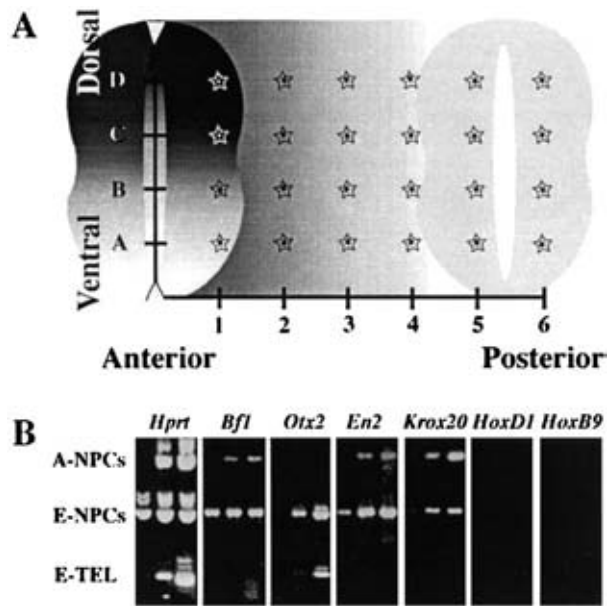 A
Dorsal
D
C
B
A
Ventral
1 2 3 4 5 6
Anterior Posterior
B
Hprt Bf1 Otx2 En2 Krox20 HoxD1 HoxB9
A-NPCs
E-NPCs
E-TEL